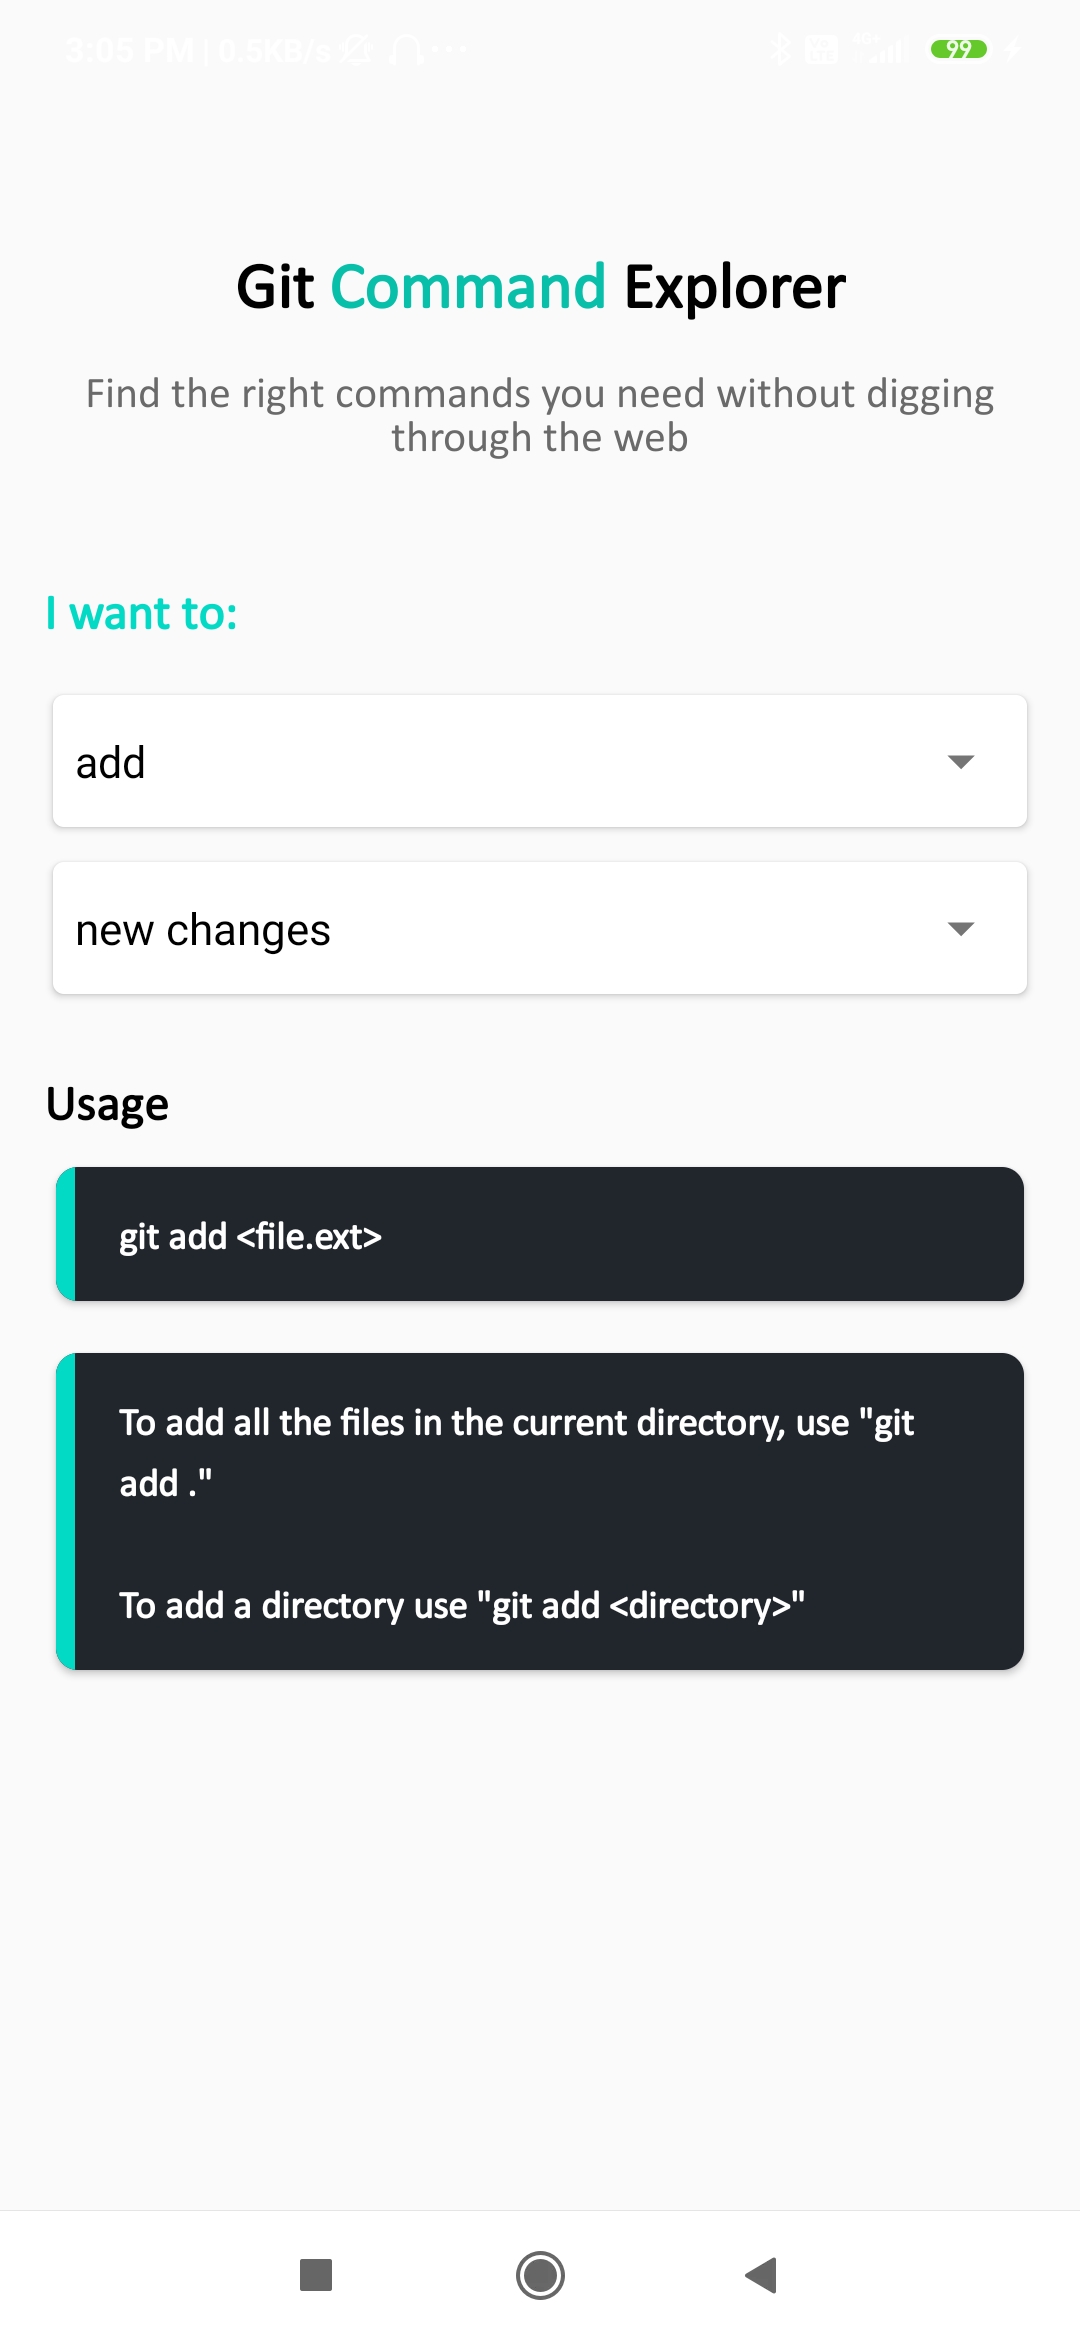 3:05 PM | 0.5KB/s
4G+
99
Git Command Explorer
Find the right commands you need without digging
through the web
I want to:
add
new changes
Usage
git add <file.ext>
To add all the files in the current directory, use "git
add ."
To add a directory use "git add <directory>"